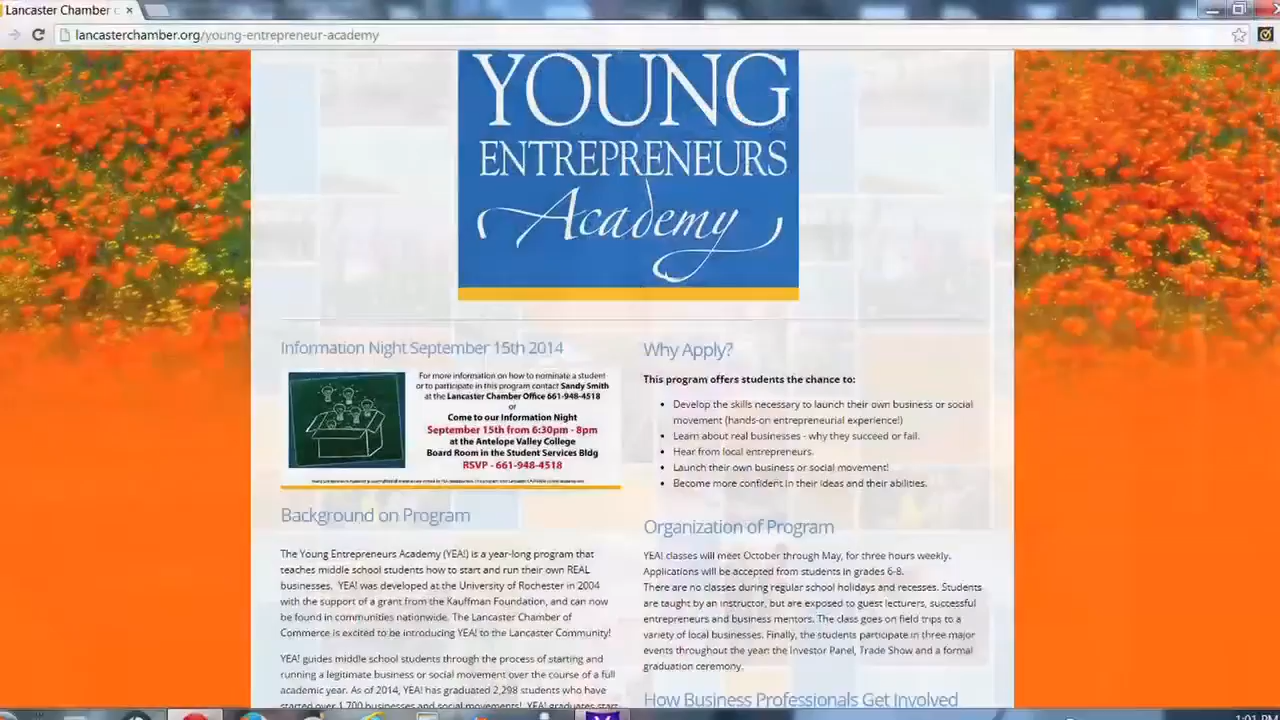 Lancaster Chamber c
lancasterchamber.org/young-entrepreneur-academy
YOUNG
ENTREPRENEURS
Academy
Information Night September 15th 2014
For more information on how to nominate a student
or to participate in this program contact Sandy Smith
at the Lancaster Chamber Office 661-948-4518
or
Come to our Information Night
September 15th from 6:30pm - 8pm
at the Antelope Valley College
Board Room in the Student Services Bldg
RSVP - 661-948-4518
Background on Program
The Young Entrepreneurs Academy (YEA!) is a year-long program that
teaches middle school students how to start and run their own REAL
businesses. YEA! was developed at the University of Rochester in 2004
with the support of a grant from the Kauffman Foundation, and can now
be found in communities nationwide. The Lancaster Chamber of
Commerce is excited to be introducing YEA! to the Lancaster Community!
YEA! guides middle school students through the process of starting and
running a legitimate business or social movement over the course of a full
academic year. As of 2014, YEA! has graduated 2,298 students who have
started over 1,700 businesses and social movements! YEA! graduates start
Why Apply?
This program offers students the chance to:
Develop the skills necessary to launch their own business or social
movement (hands-on entrepreneurial experience!)
Learn about real businesses - why they succeed or fail.
Hear from local entrepreneurs.
Launch their own business or social movement!
Become more confident in their ideas and their abilities.
Organization of Program
YEA! classes will meet October through May, for three hours weekly.
Applications will be accepted from students in grades 6-8.
There are no classes during regular school holidays and recesses. Students
are taught by an instructor, but are exposed to guest lecturers, successful
entrepreneurs and business mentors. The class goes on field trips to a
variety of local businesses. Finally, the students participate in three major
events throughout the year: the Investor Panel, Trade Show and a formal
graduation ceremony.
How Business Professionals Get Involved
1:01 PM